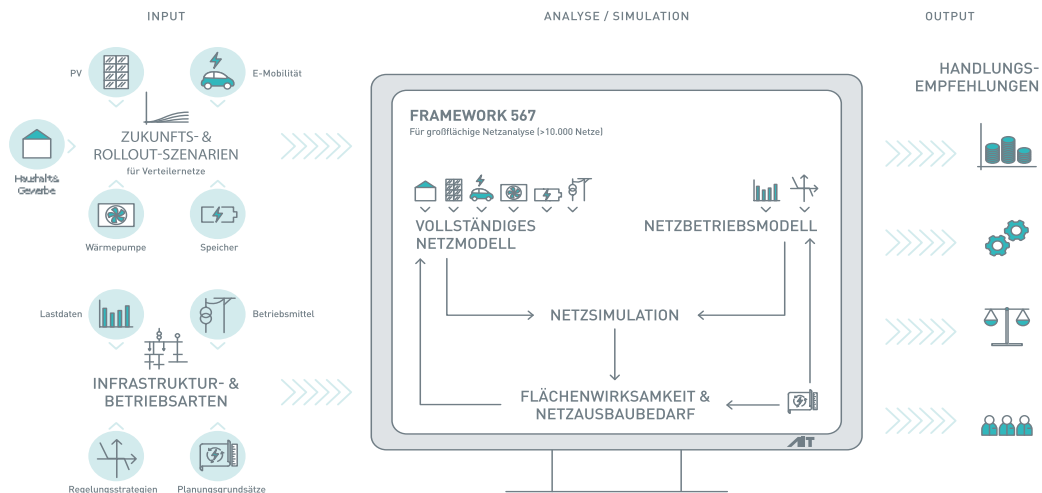 INPUT
ANALYSE / SIMULATION
OUTPUT
PV
E-Mobilität
ZUKUNFTS- &
ROLLOUT-SZENARIEN
für Verteilernetze
Haushalt&
Gewerbe
Wärmepumpe
Speicher
Lastdaten
Betriebsmittel
INFRASTRUKTUR- &
BETRIEBSARTEN
Regelungsstrategien
Planungsgrundsätze
FRAMEWORK 567
Für großflächige Netzanalyse (>10.000 Netze)
VOLLSTÄNDIGES
NETZMODELL
NETZBETRIEBSMODELL
NETZSIMULATION
FLÄCHENWIRKSAMKEIT &
NETZAUSBAUBEDARF
AIT
HANDLUNGS-
EMPFEHLUNGEN